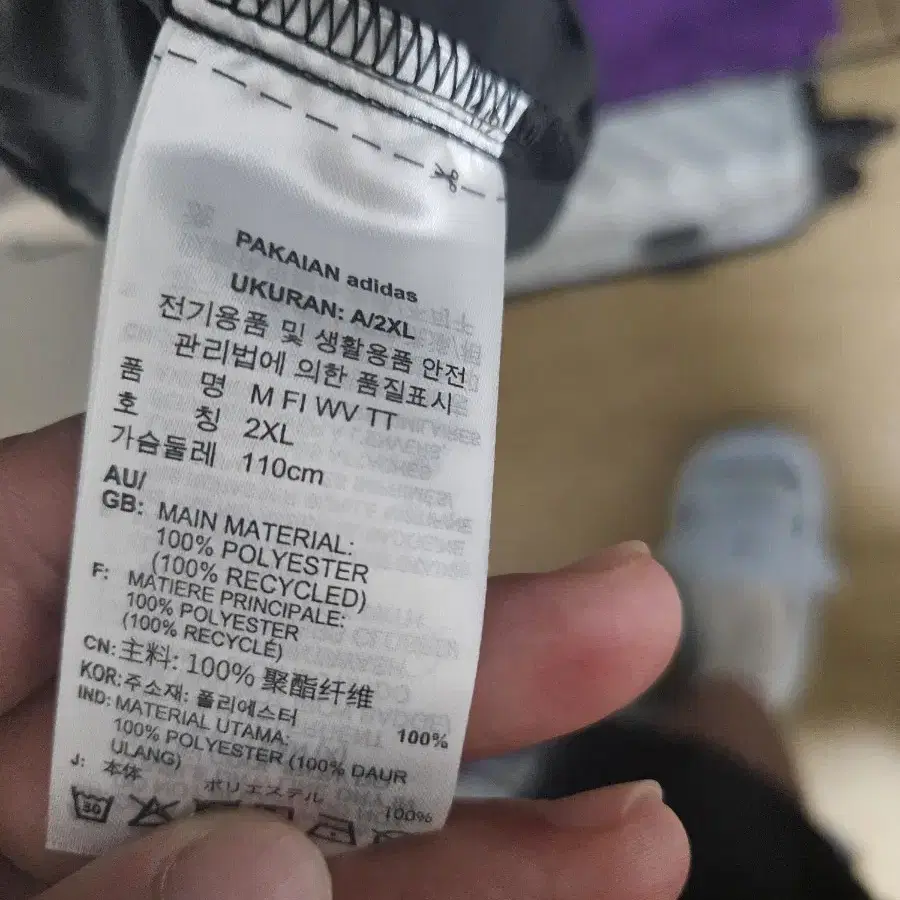 PAKAIAN adidas
UKURAN: A/2XL
전기용품 및 생활용품 안전
관리법에 의한 품질표시
품 명 M FI WV TT
호 칭 2XL
가슴둘레 110cm
AU/
GB: MAIN MATERIAL:
100% POLYESTER
(100% RECYCLED)
F: MATIERE PRINCIPALE:
100% POLYESTER
(100% RECYCLE)
CN: 主料: 100% 聚酯纤维
KOR: 주소재: 폴리에스터
100%
IND: MATERIAL UTAMA:
100% POLYESTER (100% DAUR
ULANG)
J: 本体
ポリエステル 100%
30